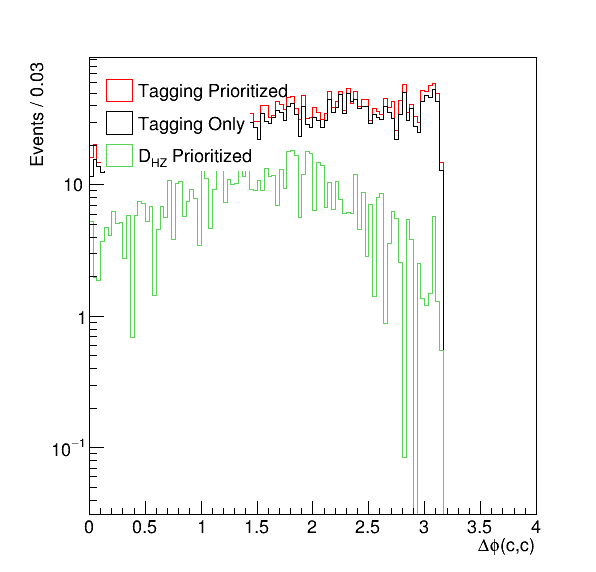 Events / 0.03
Tagging Prioritized
Tagging Only
D_HZ Prioritized
10
1
10^−1
0 0.5 1 1.5 2 2.5 3 3.5 4
Δϕ(c,c)